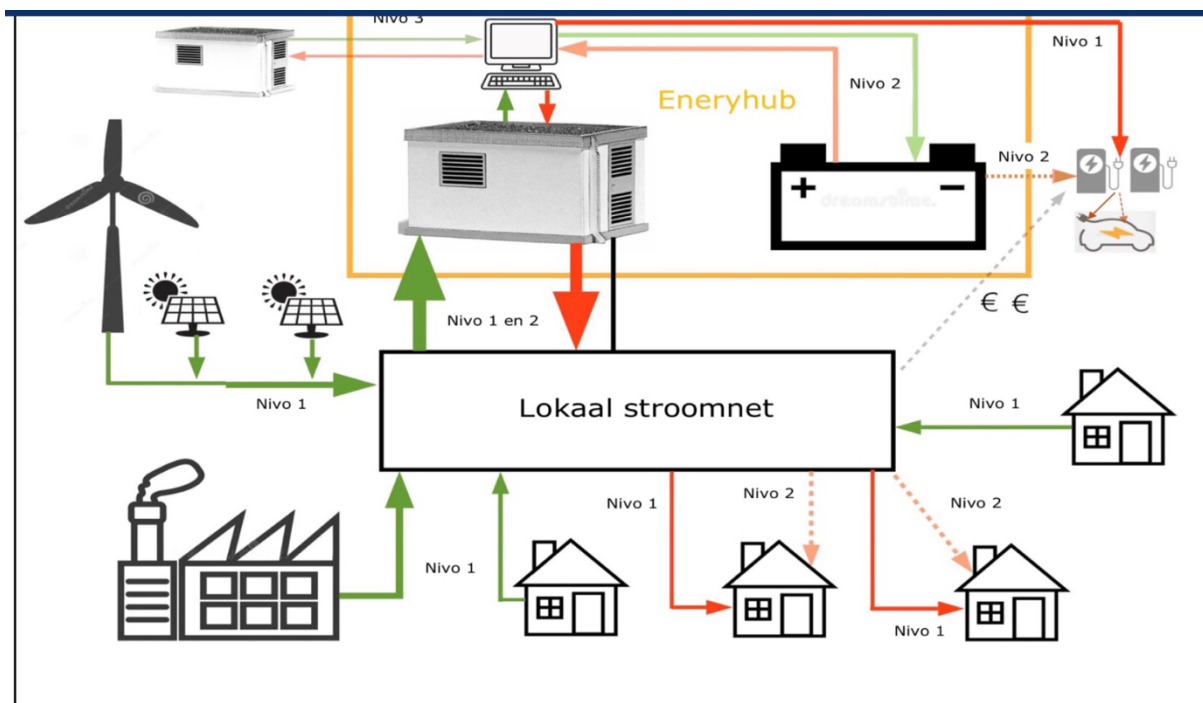 Nivo 3
Nivo 1
Nivo 2
Eneryhub
Nivo 2
+ −
dreamstime.
€ €
Nivo 1 en 2
Nivo 1
Lokaal stroomnet
Nivo 1
Nivo 1
Nivo 2
Nivo 2
Nivo 1
Nivo 1